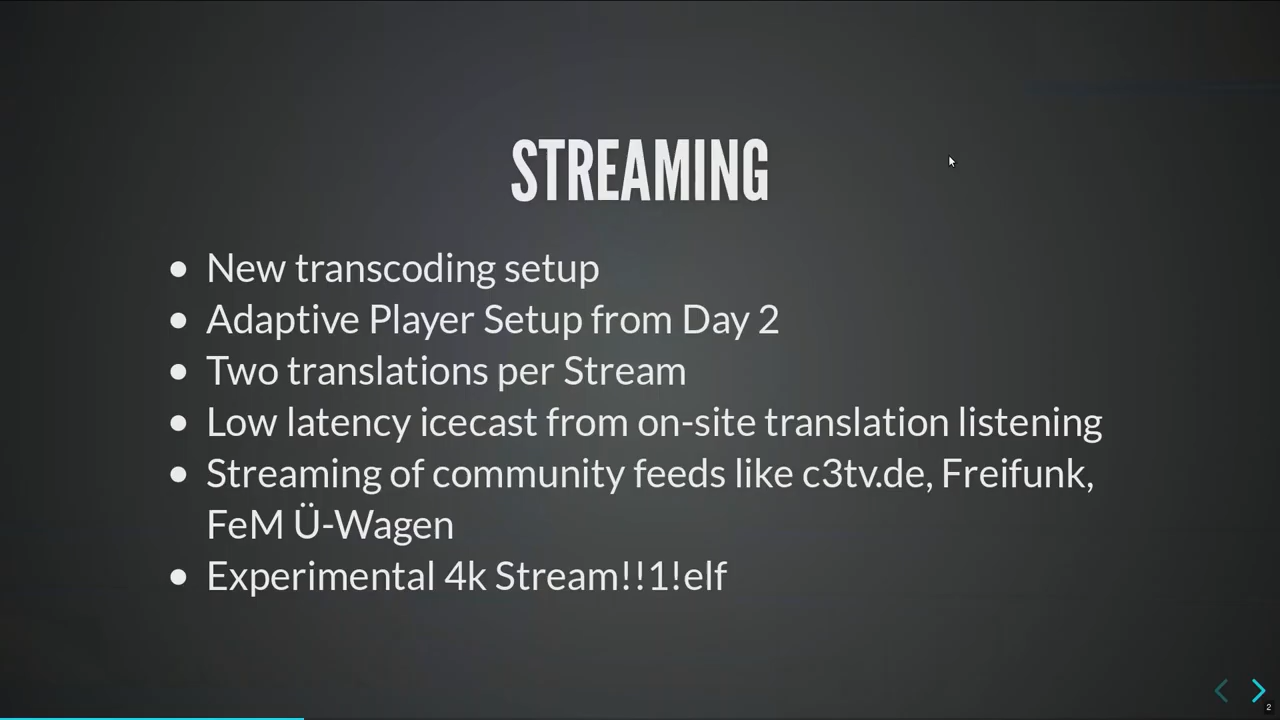 STREAMING
New transcoding setup
Adaptive Player Setup from Day 2
Two translations per Stream
Low latency icecast from on-site translation listening
Streaming of community feeds like c3tv.de, Freifunk,
FeM Ü-Wagen
Experimental 4k Stream!!1!elf
2